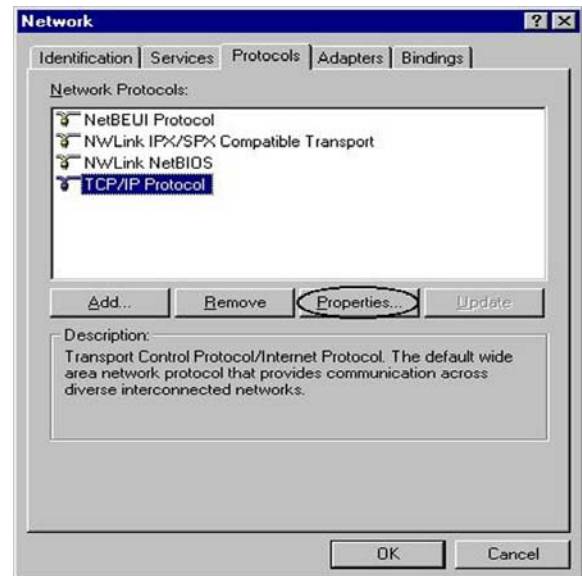 Network
Identification Services Protocols Adapters Bindings
Network Protocols:
NetBEUI Protocol
NWLink IPX/SPX Compatible Transport
NWLink NetBIOS
TCP/IP Protocol
Add... Remove Properties... Update
Description:
Transport Control Protocol/Internet Protocol. The default wide
area network protocol that provides communication across
diverse interconnected networks.
OK Cancel